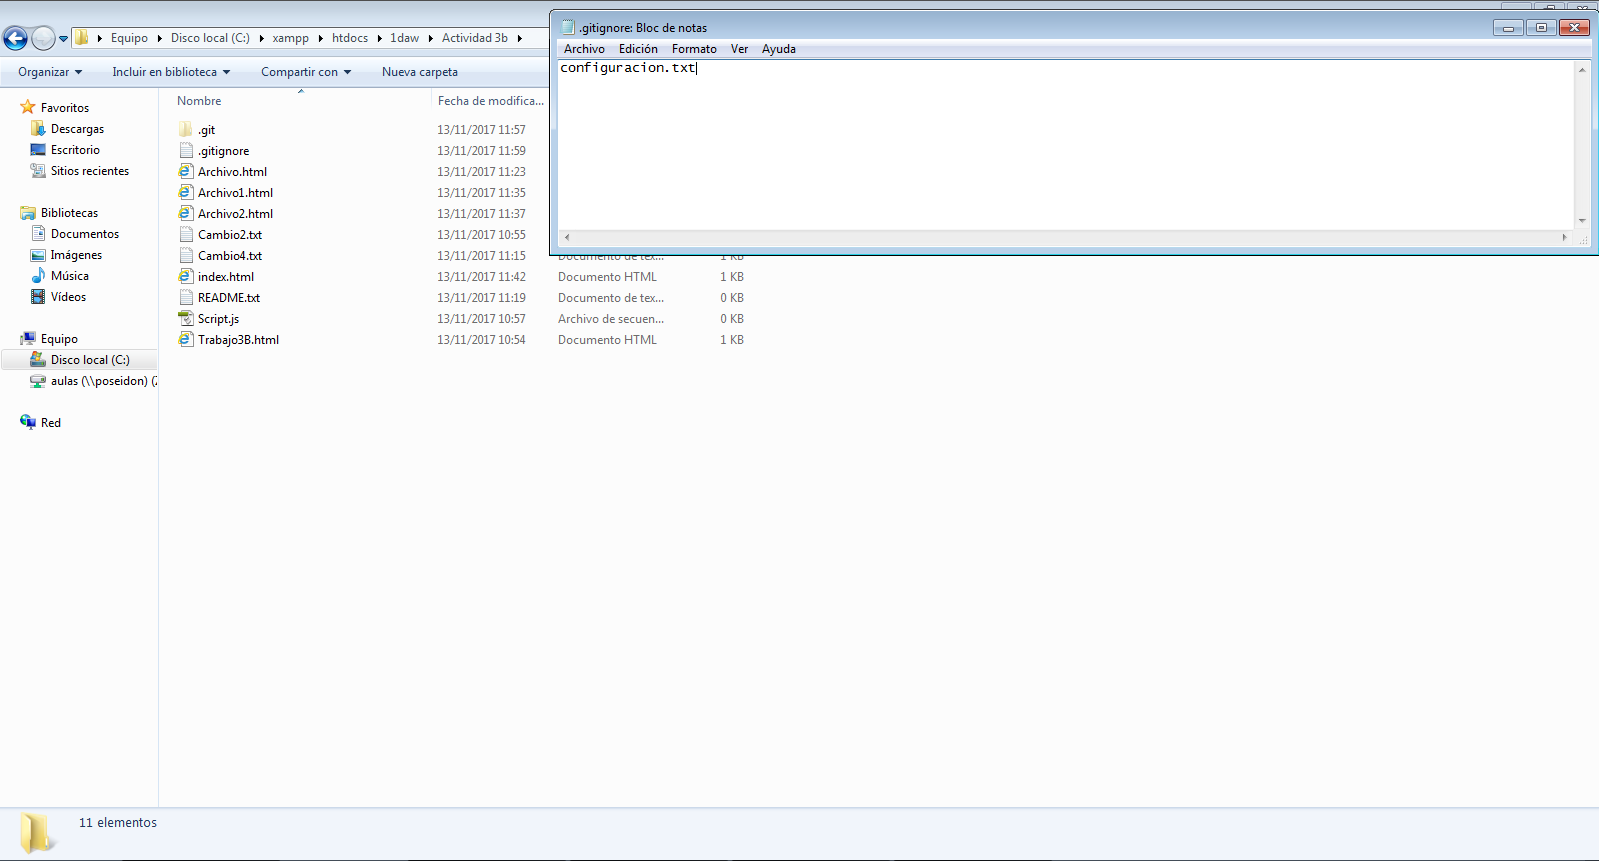 Equipo Disco local (C:) xampp htdocs 1daw Actividad 3b
.gitignore: Bloc de notas
Archivo Edición Formato Ver Ayuda
configuracion.txt
Organizar Incluir en biblioteca Compartir con Nueva carpeta
Favoritos
Descargas
Escritorio
Sitios recientes
Bibliotecas
Documentos
Imágenes
Música
Vídeos
Equipo
Disco local (C:)
aulas (\\poseidon) (
Red
Nombre Fecha de modifica...
.git 13/11/2017 11:57
.gitignore 13/11/2017 11:59
Archivo.html 13/11/2017 11:23
Archivo1.html 13/11/2017 11:35
Archivo2.html 13/11/2017 11:37
Cambio2.txt 13/11/2017 10:55
Cambio4.txt 13/11/2017 11:15 Documento de tex... 1 KB
index.html 13/11/2017 11:42 Documento HTML 1 KB
README.txt 13/11/2017 11:19 Documento de tex... 0 KB
Script.js 13/11/2017 10:57 Archivo de secuen... 0 KB
Trabajo3B.html 13/11/2017 10:54 Documento HTML 1 KB
11 elementos